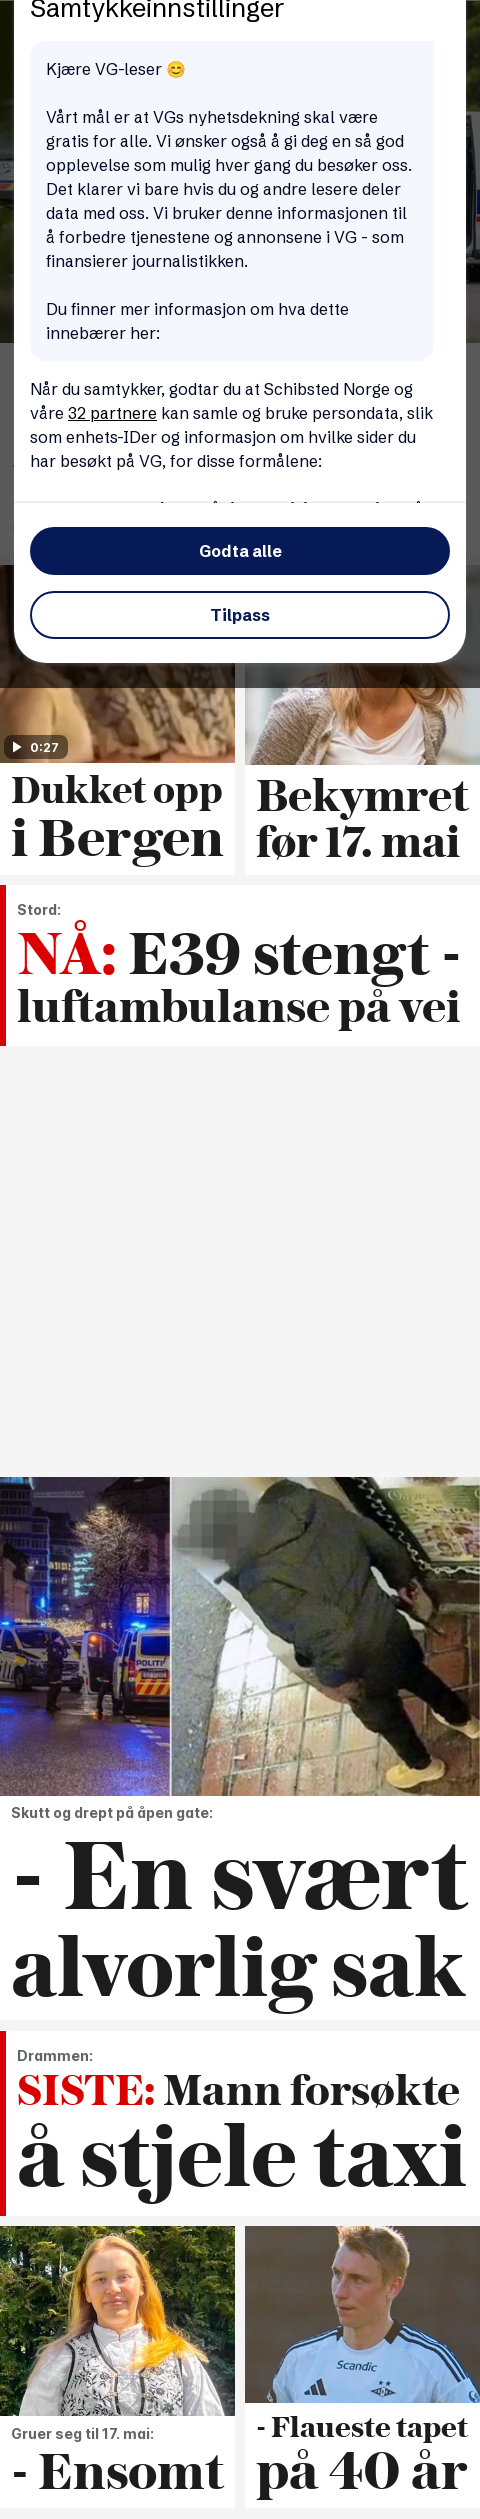 Samtykkeinnstillinger
Kjære VG-leser 😊
Vårt mål er at VGs nyhetsdekning skal være
gratis for alle. Vi ønsker også å gi deg en så god
opplevelse som mulig hver gang du besøker oss.
Det klarer vi bare hvis du og andre lesere deler
data med oss. Vi bruker denne informasjonen til
å forbedre tjenestene og annonsene i VG - som
finansierer journalistikken.
Du finner mer informasjon om hva dette
innebærer her:
Når du samtykker, godtar du at Schibsted Norge og
våre 32 partnere kan samle og bruke persondata, slik
som enhets-IDer og informasjon om hvilke sider du
har besøkt på VG, for disse formålene:
Godta alle
Tilpass
0:27
Dukket opp
i Bergen
Bekymret
før 17. mai
Stord:
NÅ: E39 stengt -
luftambulanse på vei
POLITI
Skutt og drept på åpen gate:
- En svært
alvorlig sak
Drammen:
SISTE: Mann forsøkte
å stjele taxi
Scandic
Gruer seg til 17. mai:
- Ensomt
- Flaueste tapet
på 40 år